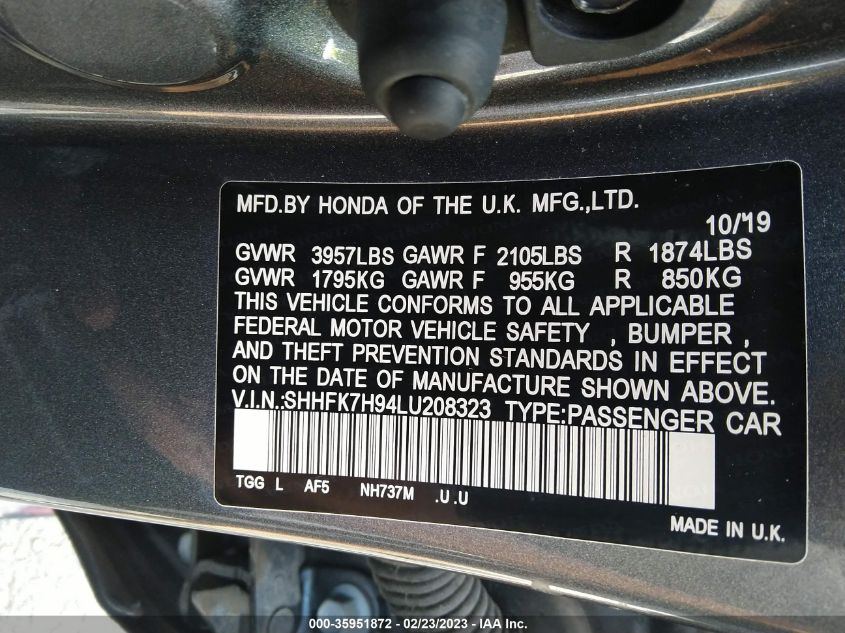 MFD.BY HONDA OF THE U.K. MFG.,LTD.
10/19
GVWR 3957LBS GAWR F 2105LBS R 1874LBS
GVWR 1795KG GAWR F 955KG R 850KG
THIS VEHICLE CONFORMS TO ALL APPLICABLE
FEDERAL MOTOR VEHICLE SAFETY , BUMPER ,
AND THEFT PREVENTION STANDARDS IN EFFECT
ON THE DATE OF MANUFACTURE SHOWN ABOVE.
V.I.N.:SHHFK7H94LU208323 TYPE:PASSENGER CAR
TGG L AF5 NH737M .U.U
MADE IN U.K.
000-35951872 / 02/23/2023 / © IAA Inc.